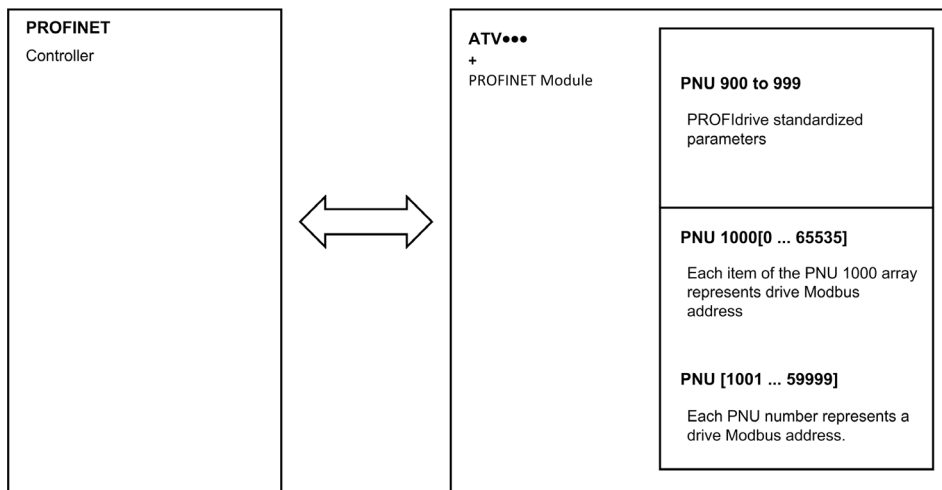 PROFINET
Controller
ATV●●●
+
PROFINET Module
PNU 900 to 999
PROFIdrive standardized
parameters
PNU 1000[0 ... 65535]
Each item of the PNU 1000 array
represents drive Modbus
address
PNU [1001 ... 59999]
Each PNU number represents a
drive Modbus address.